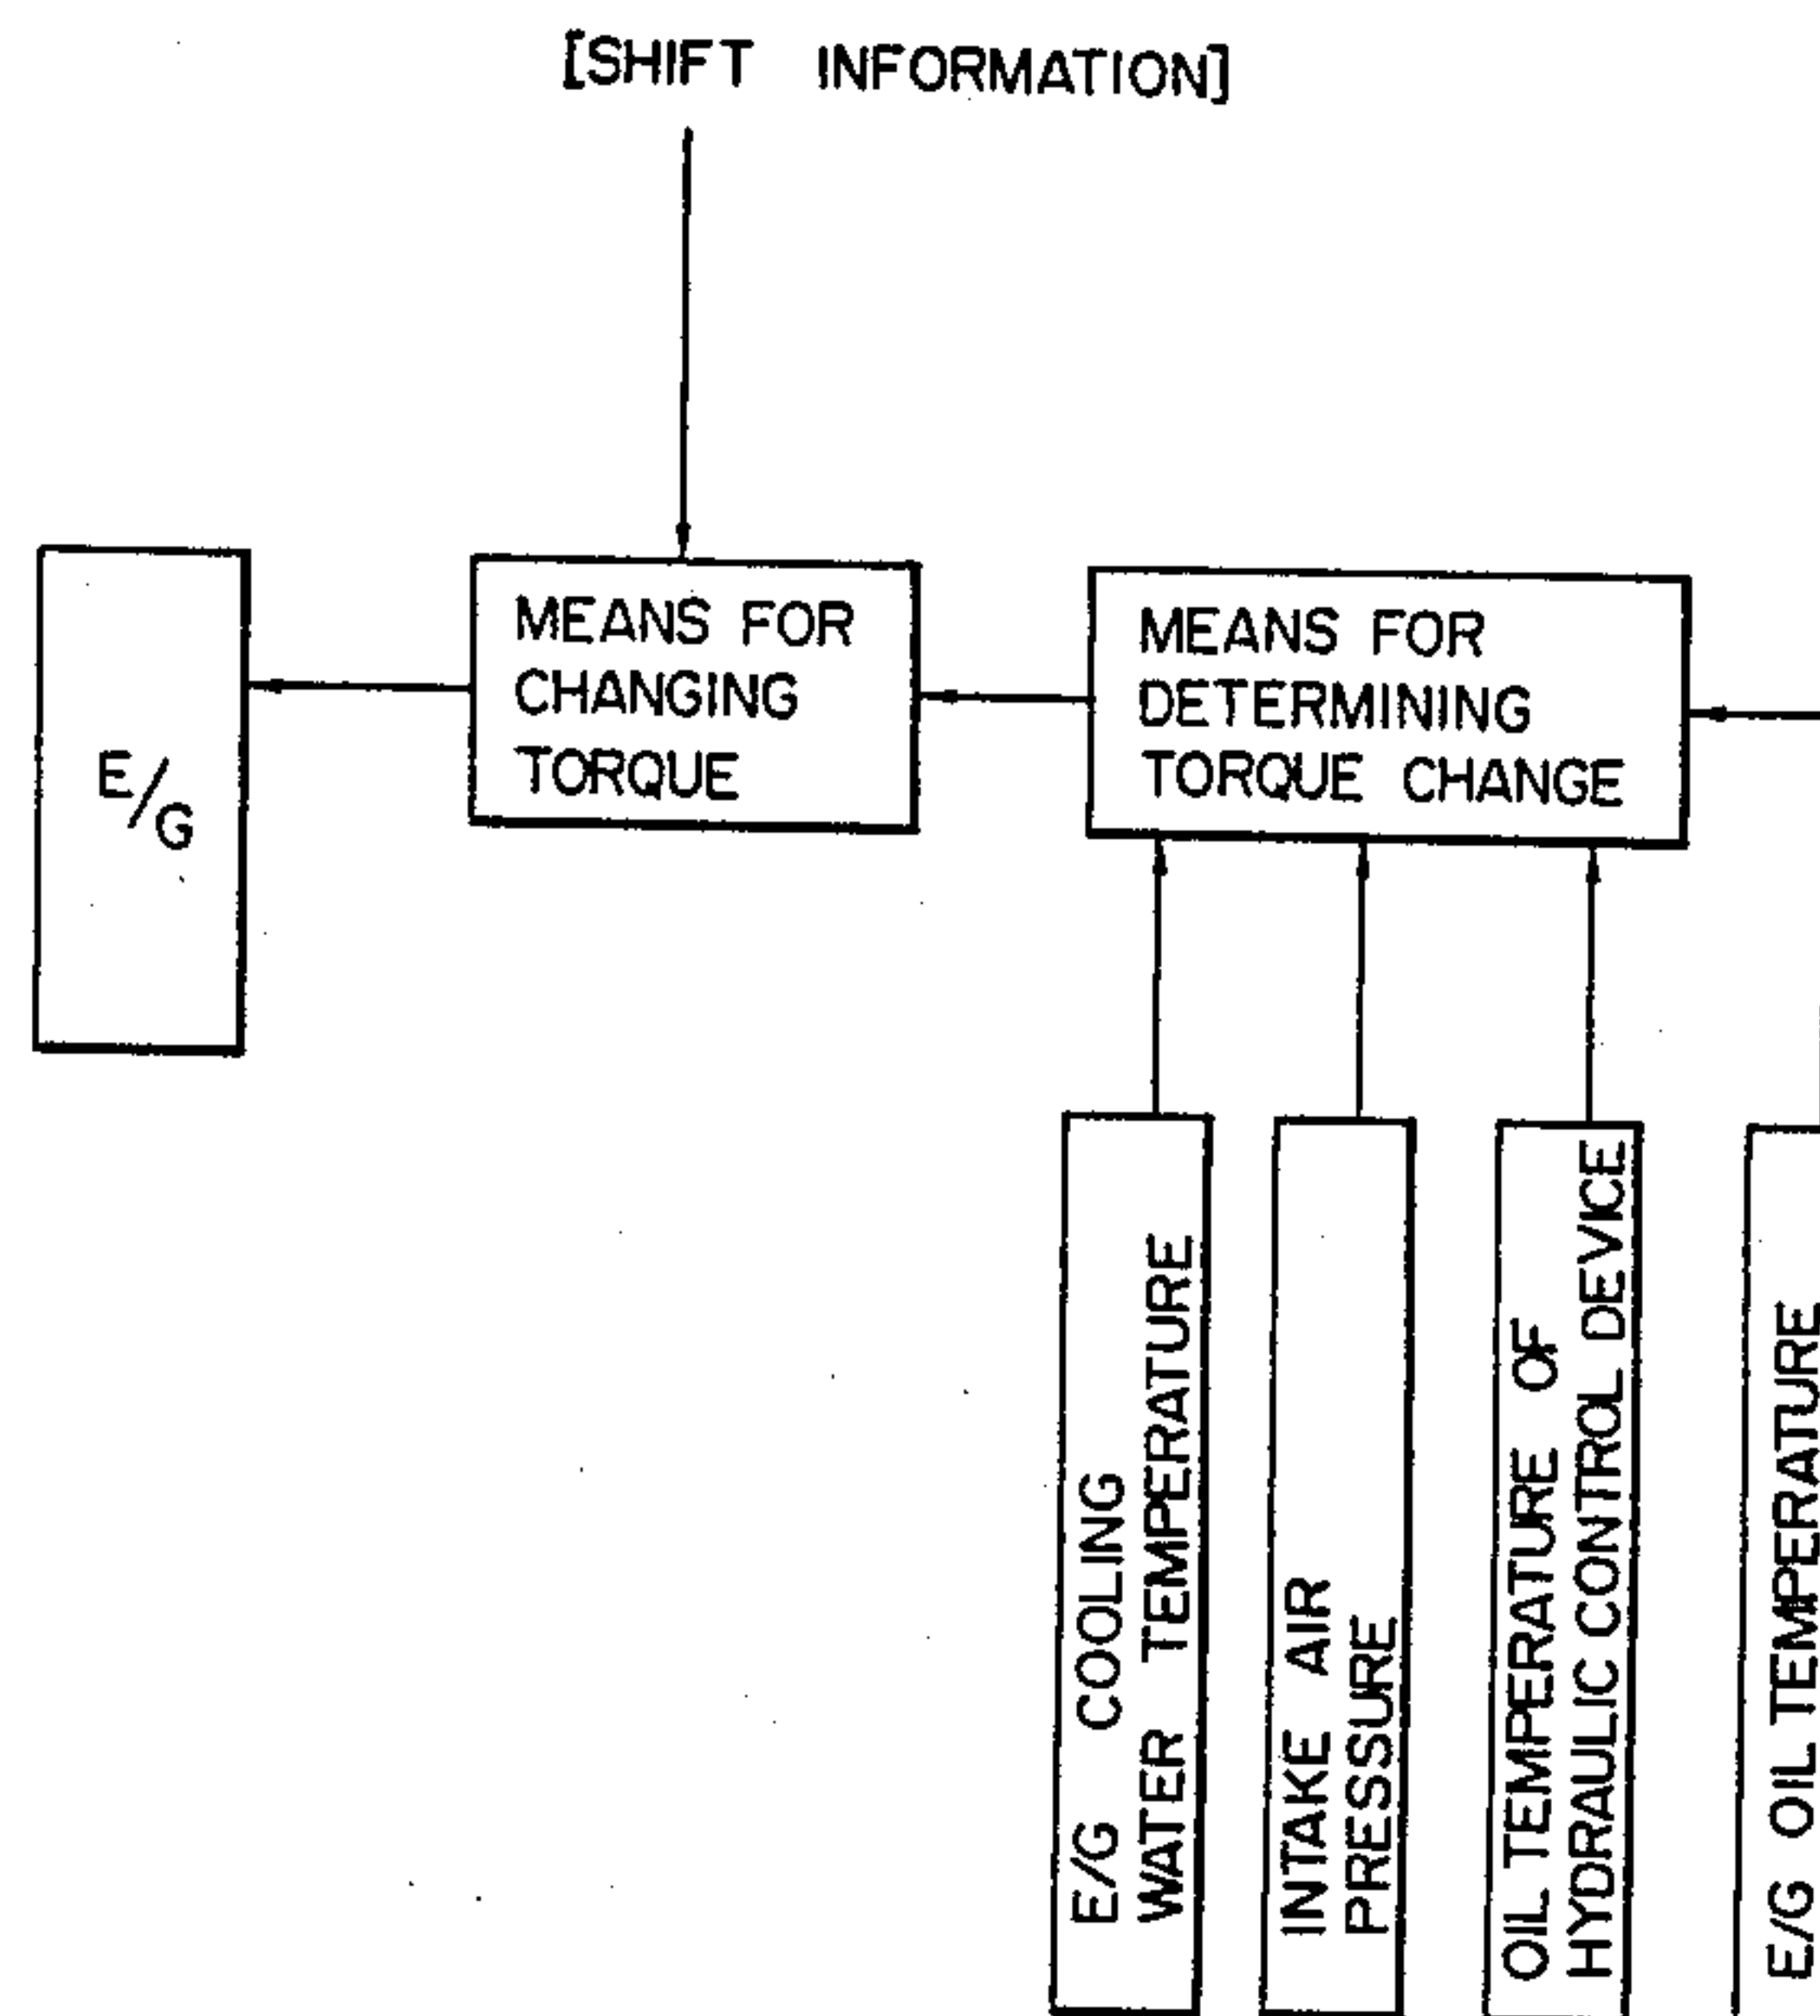 [SHIFT INFORMATION]
E/G
MEANS FOR
CHANGING
TORQUE
MEANS FOR
DETERMINING
TORQUE CHANGE
E/G COOLING
WATER TEMPERATURE
INTAKE AIR
PRESSURE
OIL TEMPERATURE OF
HYDRAULIC CONTROL DEVICE
E/G OIL TEMPERATURE